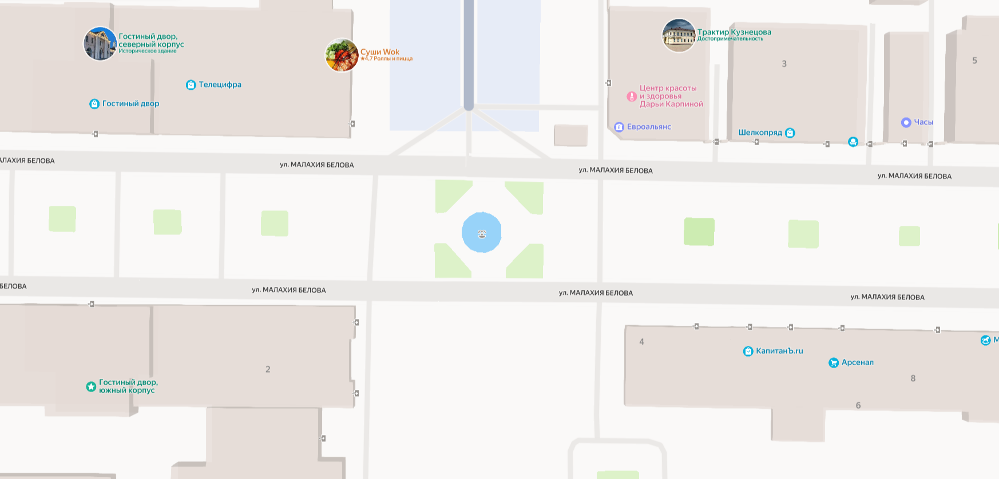 Гостиный двор,
северный корпус
Историческое здание
Суши Wok
★4,7 Роллы и пицца
Трактир Кузнецова
Достопримечательность
3
5
Телецифра
Гостиный двор
Центр красоты
и здоровья
Дарьи Карпиной
Евроальянс
Шелкопряд
Часы
АЛАХИЯ БЕЛОВА
ул. МАЛАХИЯ БЕЛОВА
ул. МАЛАХИЯ БЕЛОВА
ул. МАЛАХИЯ БЕЛОВА
БЕЛОВА
ул. МАЛАХИЯ БЕЛОВА
ул. МАЛАХИЯ БЕЛОВА
ул. МАЛАХИЯ БЕЛОВА
4
М
КапитанЪ.ru
Арсенал
2
8
Гостиный двор,
южный корпус
6